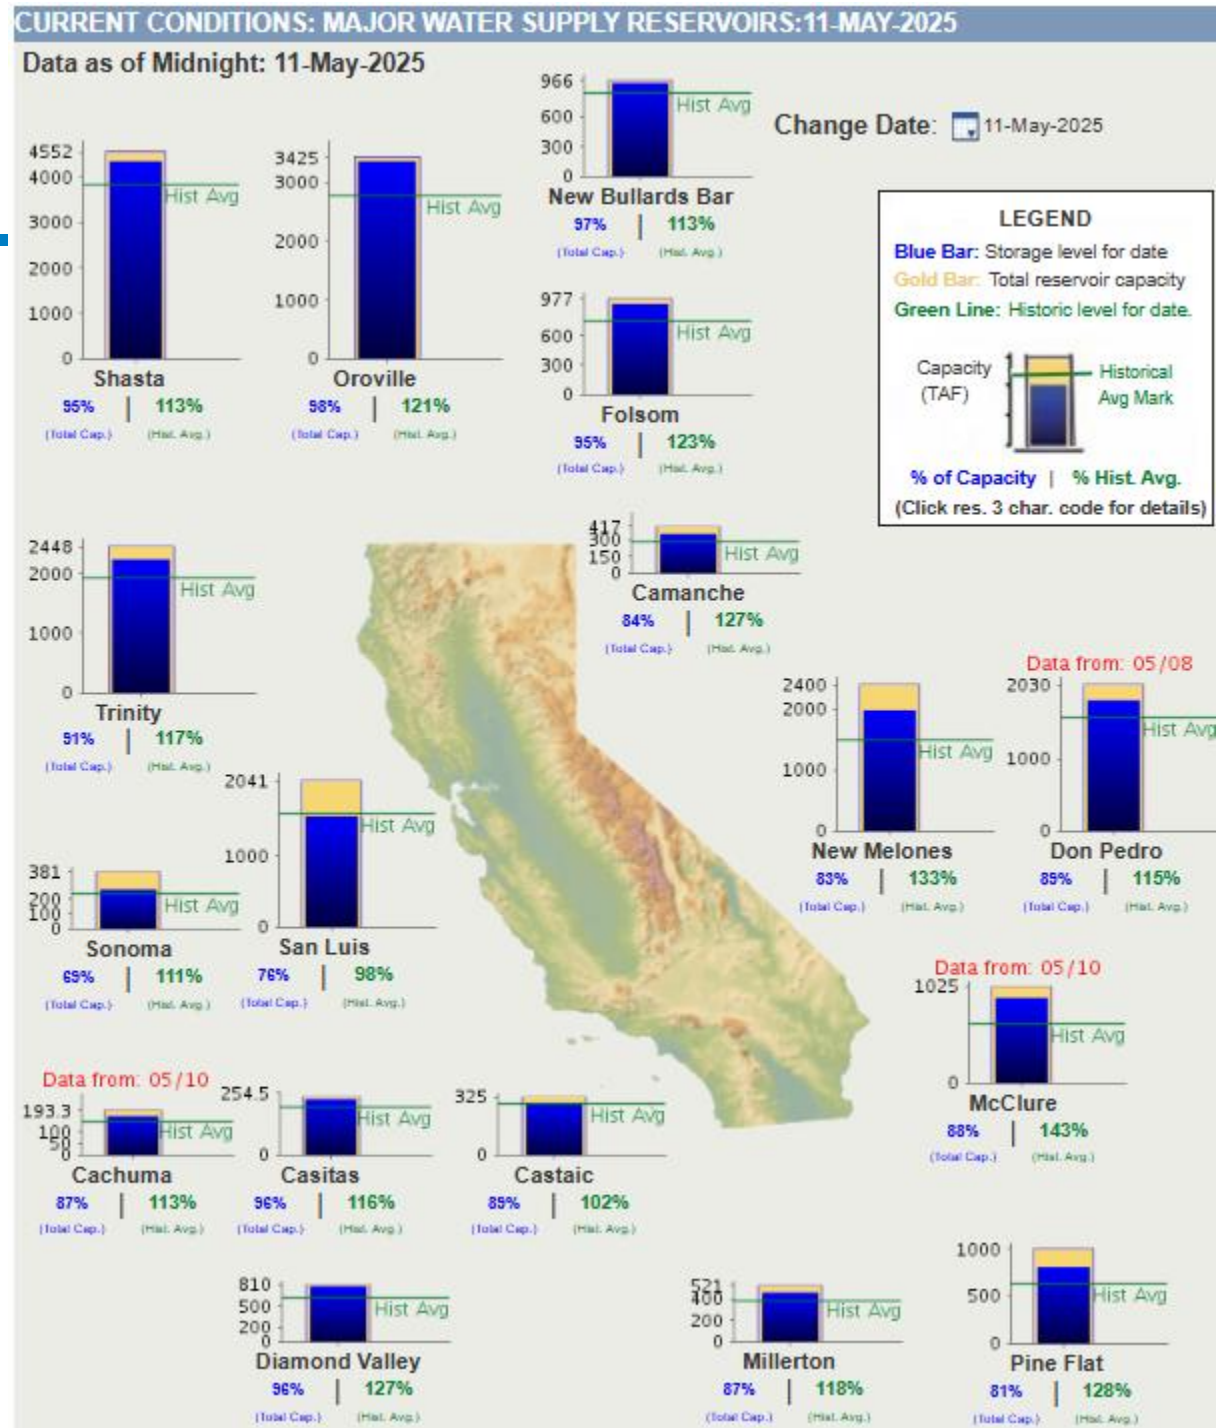 CURRENT CONDITIONS: MAJOR WATER SUPPLY RESERVOIRS:11-MAY-2025
Data as of Midnight: 11-May-2025
Change Date: 11-May-2025
4552
4000
3000
2000
1000
0
Hist Avg
Shasta
95% | 113%
(Total Cap.) (Hist. Avg.)
3425
3000
2000
1000
0
Hist Avg
Oroville
98% | 121%
(Total Cap.) (Hist. Avg.)
966
600
300
0
Hist Avg
New Bullards Bar
97% | 113%
(Total Cap.) (Hist. Avg.)
977
600
300
0
Hist Avg
Folsom
95% | 123%
(Total Cap.) (Hist. Avg.)
LEGEND
Blue Bar: Storage level for date
Gold Bar: Total reservoir capacity
Green Line: Historic level for date.
Capacity
(TAF)
Historical
Avg Mark
% of Capacity | % Hist. Avg.
(Click res. 3 char. code for details)
2448
2000
1000
0
Hist Avg
Trinity
91% | 117%
(Total Cap.) (Hist. Avg.)
417
300
150
0
Hist Avg
Camanche
84% | 127%
(Total Cap.) (Hist. Avg.)
2400
2000
1000
0
Hist Avg
New Melones
83% | 133%
(Total Cap.) (Hist. Avg.)
Data from: 05/08
2030
1000
0
Hist Avg
Don Pedro
89% | 115%
(Total Cap.) (Hist. Avg.)
381
200
100
0
Hist Avg
Sonoma
69% | 111%
(Total Cap.) (Hist. Avg.)
2041
1000
0
Hist Avg
San Luis
76% | 98%
(Total Cap.) (Hist. Avg.)
Data from: 05/10
1025
0
Hist Avg
McClure
88% | 143%
(Total Cap.) (Hist. Avg.)
Data from: 05/10
193.3
100
50
0
Hist Avg
Cachuma
87% | 113%
(Total Cap.) (Hist. Avg.)
254.5
0
Hist Avg
Casitas
96% | 116%
(Total Cap.) (Hist. Avg.)
325
0
Hist Avg
Castaic
89% | 102%
(Total Cap.) (Hist. Avg.)
810
500
200
0
Hist Avg
Diamond Valley
96% | 127%
(Total Cap.) (Hist. Avg.)
521
400
200
0
Hist Avg
Millerton
87% | 118%
(Total Cap.) (Hist. Avg.)
1000
500
0
Hist Avg
Pine Flat
81% | 128%
(Total Cap.) (Hist. Avg.)